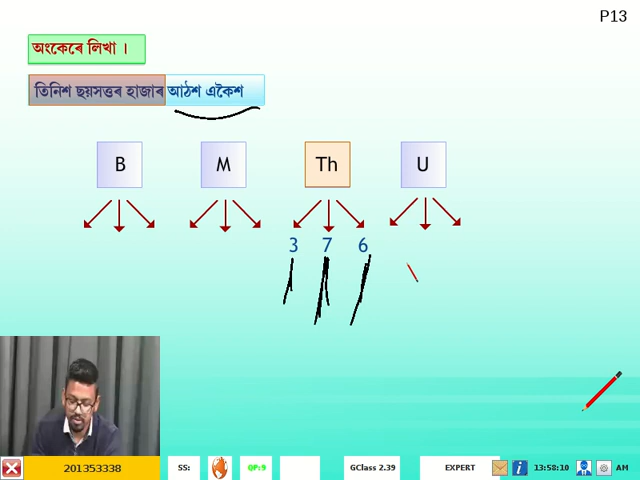 P13
অংকেৰে লিখা ।
তিনিশ ছয়সত্তৰ হাজাৰ আঠশ একৈশ
B M Th U
3 7 6
201353338 SS: GP:9 GClass 2.39 EXPERT 13:58:10 AM